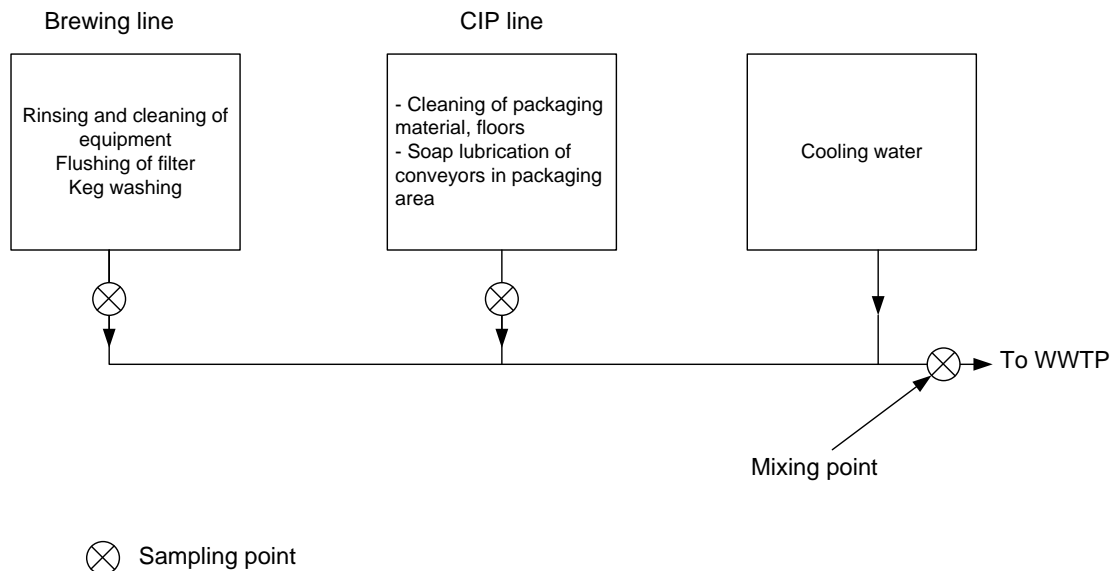 Brewing line
CIP line
Rinsing and cleaning of
equipment
Flushing of filter
Keg washing
- Cleaning of packaging
material, floors
- Soap lubrication of
conveyors in packaging
area
Cooling water
To WWTP
Mixing point
Sampling point